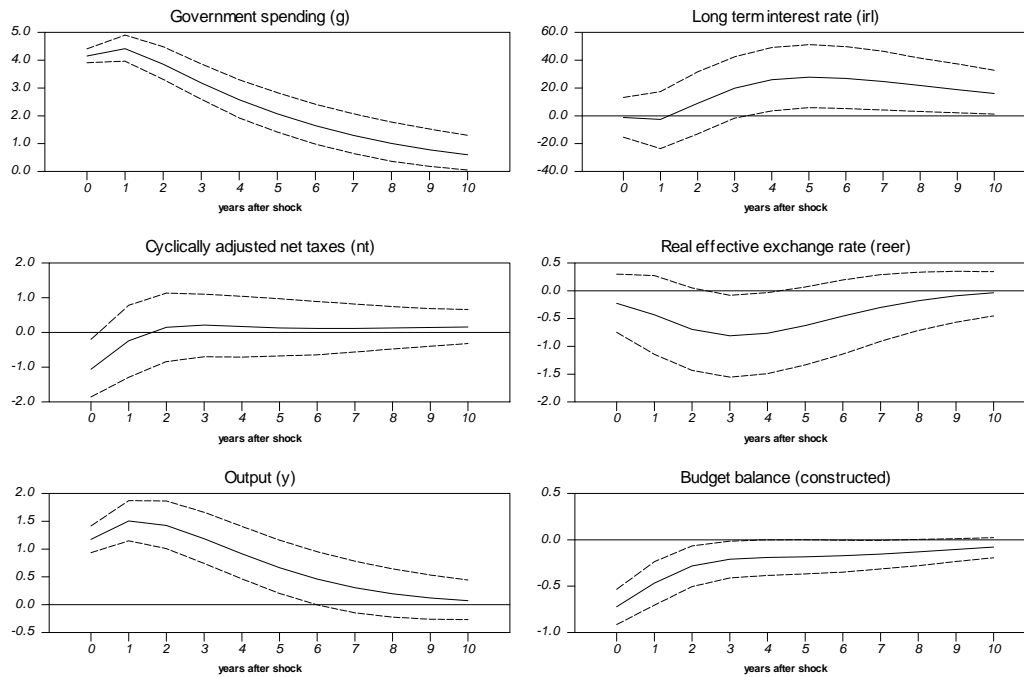 Government spending (g)
5.0
4.0
3.0
2.0
1.0
0.0
0 1 2 3 4 5 6 7 8 9 10
years after shock
Long term interest rate (irl)
60.0
40.0
20.0
0.0
-20.0
-40.0
0 1 2 3 4 5 6 7 8 9 10
years after shock
Cyclically adjusted net taxes (nt)
2.0
1.0
0.0
-1.0
-2.0
0 1 2 3 4 5 6 7 8 9 10
years after shock
Real effective exchange rate (reer)
0.5
0.0
-0.5
-1.0
-1.5
-2.0
0 1 2 3 4 5 6 7 8 9 10
years after shock
Output (y)
2.0
1.5
1.0
0.5
0.0
-0.5
0 1 2 3 4 5 6 7 8 9 10
years after shock
Budget balance (constructed)
0.5
0.0
-0.5
-1.0
0 1 2 3 4 5 6 7 8 9 10
years after shock